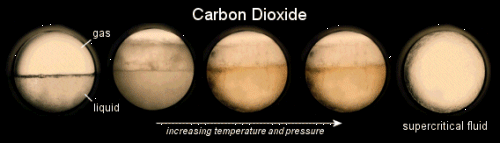 Carbon Dioxide
gas
liquid
increasing temperature and pressure
supercritical fluid